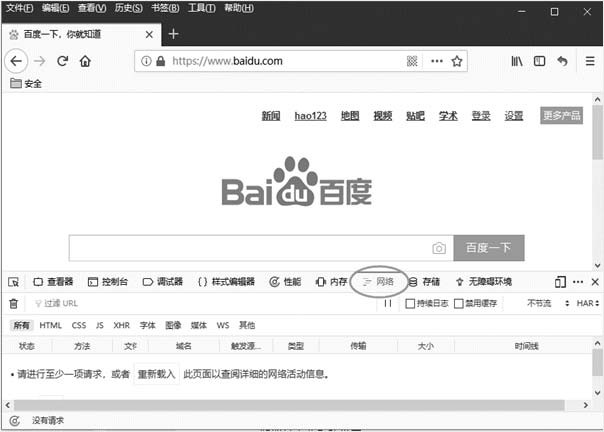 文件(F) 编辑(E) 查看(V) 历史(S) 书签(B) 工具(T) 帮助(H)
百度一下，你就知道
https://www.baidu.com
安全
新闻 hao123 地图 视频 贴吧 学术 登录 设置 更多产品
Bai du 百度
百度一下
查看器 控制台 调试器 {} 样式编辑器 性能 内存 网络 存储 无障碍环境
过滤 URL 持续日志 禁用缓存 不节流 HAR
所有 HTML CSS JS XHR 字体 图像 媒体 WS 其他
状态 方法 域名 触发源... 类型 传输 大小 时间线
• 请进行至少一项请求，或者 重新载入 此页面以查阅详细的网络活动信息。
没有请求